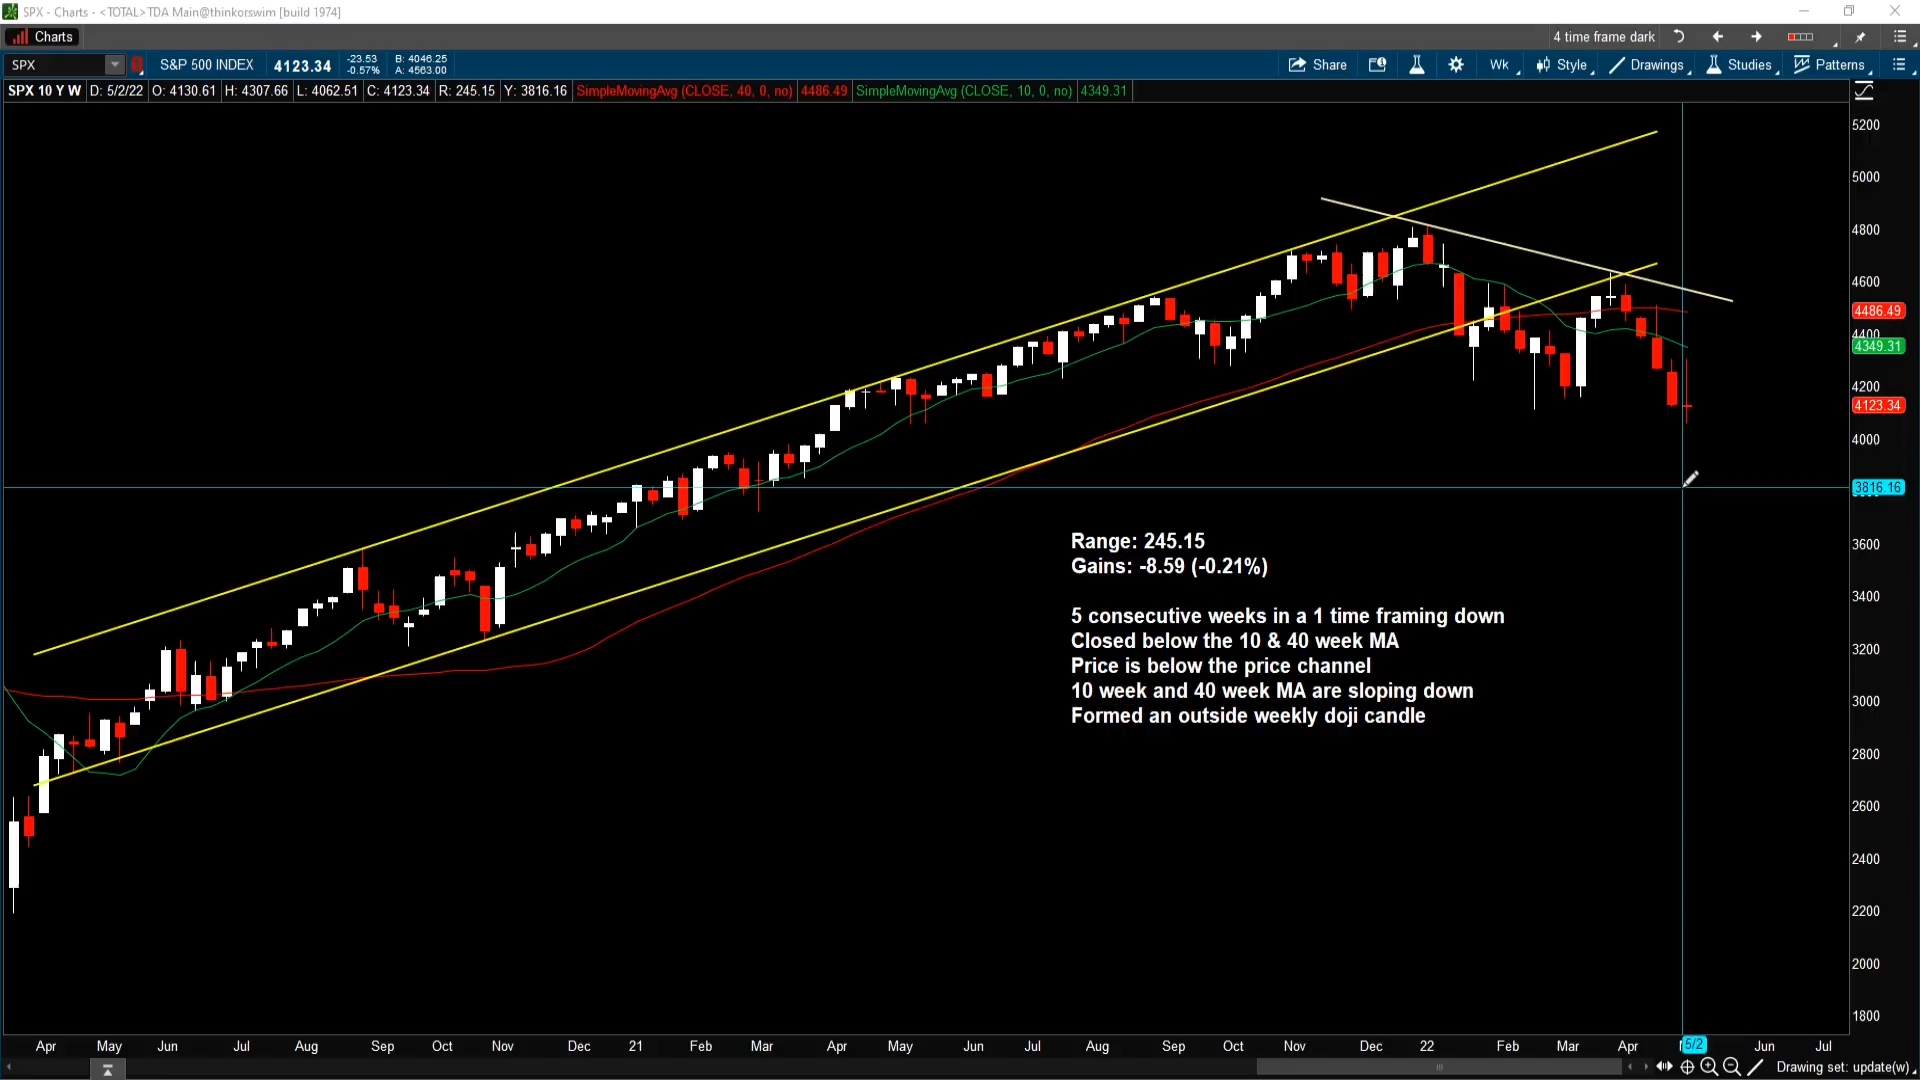 SPX - Charts - <TOTAL>TDA Main@thinkorswim [build 1974]
Charts
4 time frame dark
SPX
S&P 500 INDEX
4123.34
-23.53
-0.57%
B: 4046.25
A: 4563.00
Share
Wk
Style
Drawings
Studies
Patterns
SPX 10 Y W
D: 5/2/22
O: 4130.61
H: 4307.66
L: 4062.51
C: 4123.34
R: 245.15
Y: 3816.16
SimpleMovingAvg (CLOSE, 40, 0, no)
4486.49
SimpleMovingAvg (CLOSE, 10, 0, no)
4349.31
5200
5000
4800
4600
4486.49
4400
4349.31
4200
4123.34
4000
3816.16
3600
3400
3200
3000
2800
2600
2400
2200
2000
1800
Range: 245.15
Gains: -8.59 (-0.21%)
5 consecutive weeks in a 1 time framing down
Closed below the 10 & 40 week MA
Price is below the price channel
10 week and 40 week MA are sloping down
Formed an outside weekly doji candle
Apr May Jun Jul Aug Sep Oct Nov Dec 21 Feb Mar Apr May Jun Jul Aug Sep Oct Nov Dec 22 Feb Mar Apr 5/2 Jun Jul
Drawing set: update(w)